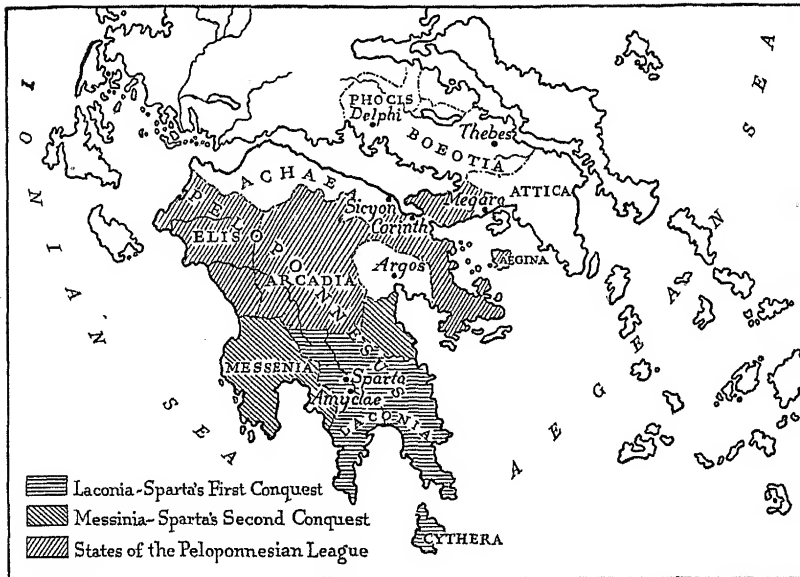 IONIAN SEA
AEGEAN SEA
PHOCIS
Delphi
BOEOTIA
Thebes
ATTICA
Megara
ACHAEA
Sicyon
Corinth
PELOPONNESUS
ELIS
ARCADIA
Argos
AEGINA
MESSENIA
Sparta
Amyclae
LACONIA
CYTHERA
Laconia-Sparta's First Conquest
Messinia-Sparta's Second Conquest
States of the Peloponnesian League